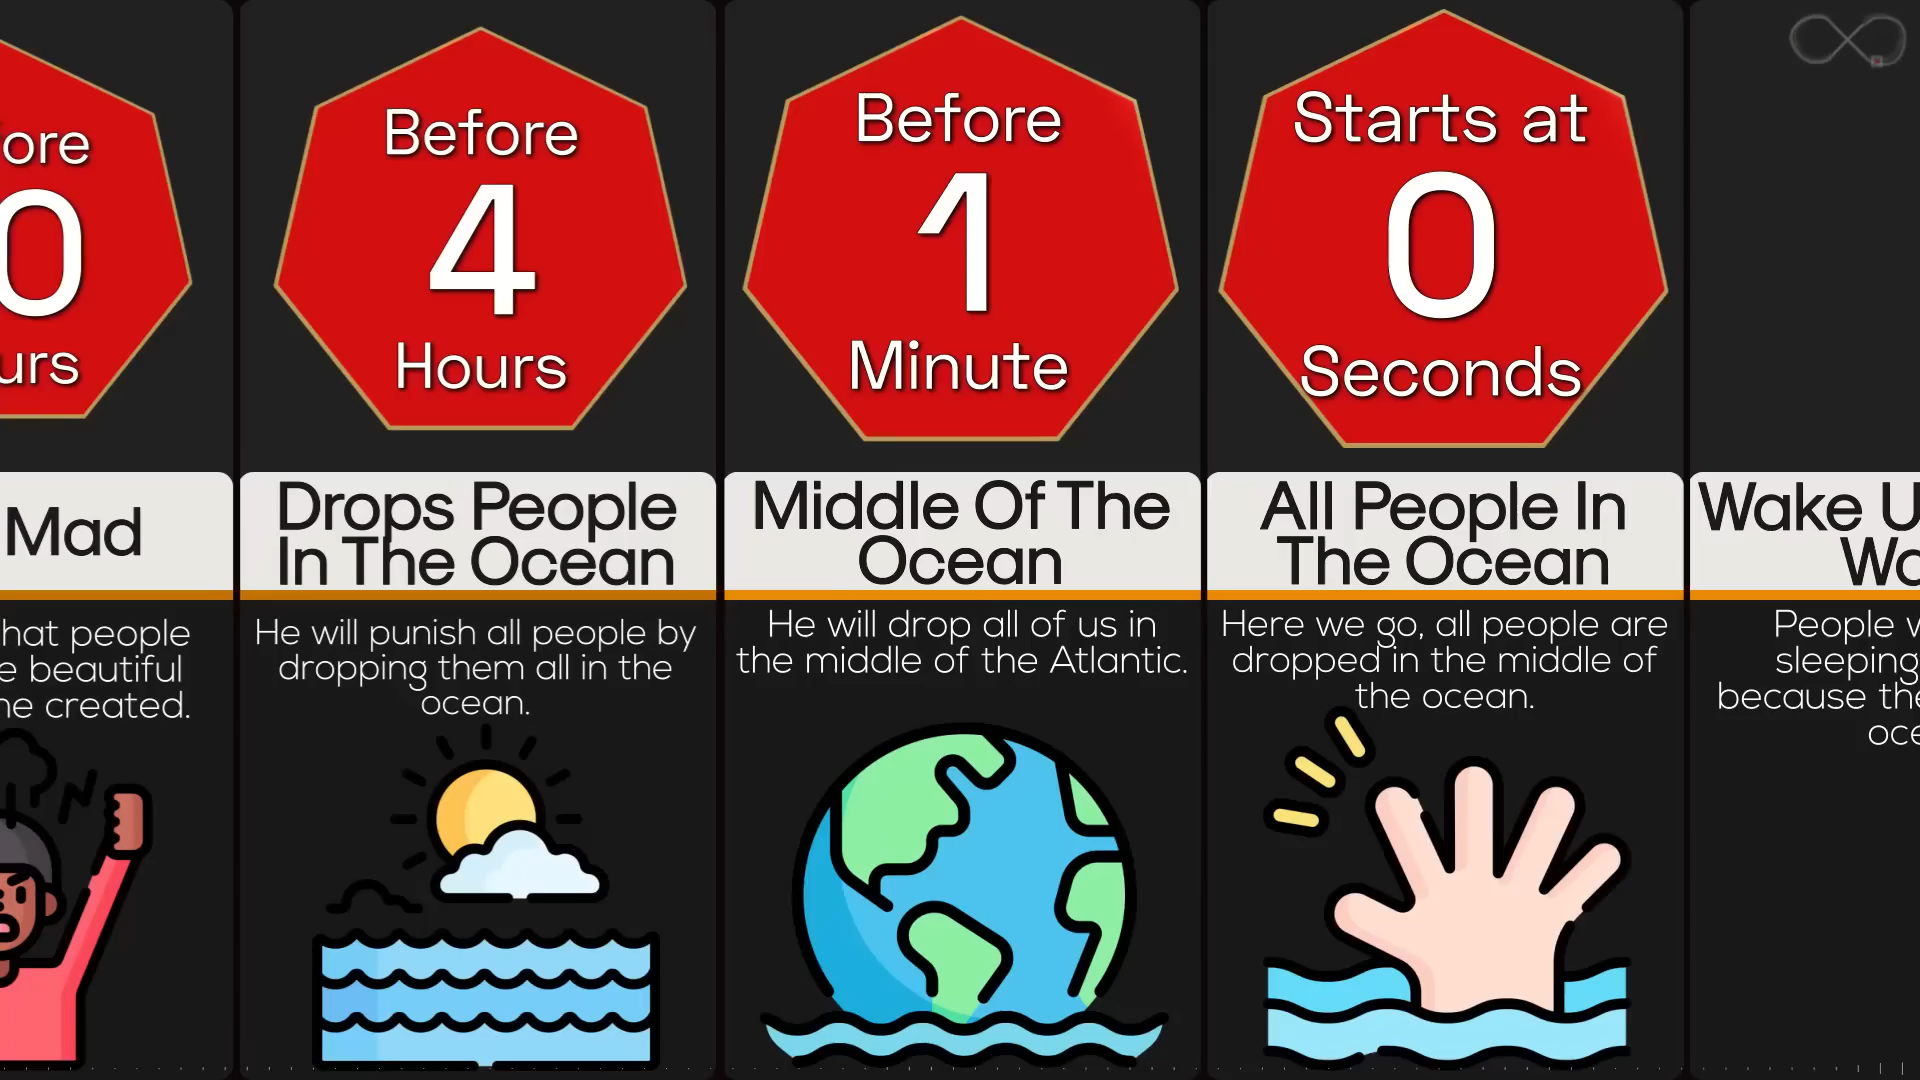 ore
0
urs
Mad
hat people
e beautiful
he created.
Before
4
Hours
Drops People
In The Ocean
He will punish all people by
dropping them all in the
ocean.
Before
1
Minute
Middle Of The
Ocean
He will drop all of us in
the middle of the Atlantic.
Starts at
0
Seconds
All People In
The Ocean
Here we go, all people are
dropped in the middle of
the ocean.
Wake U
Wa
People w
sleeping
because the
oce